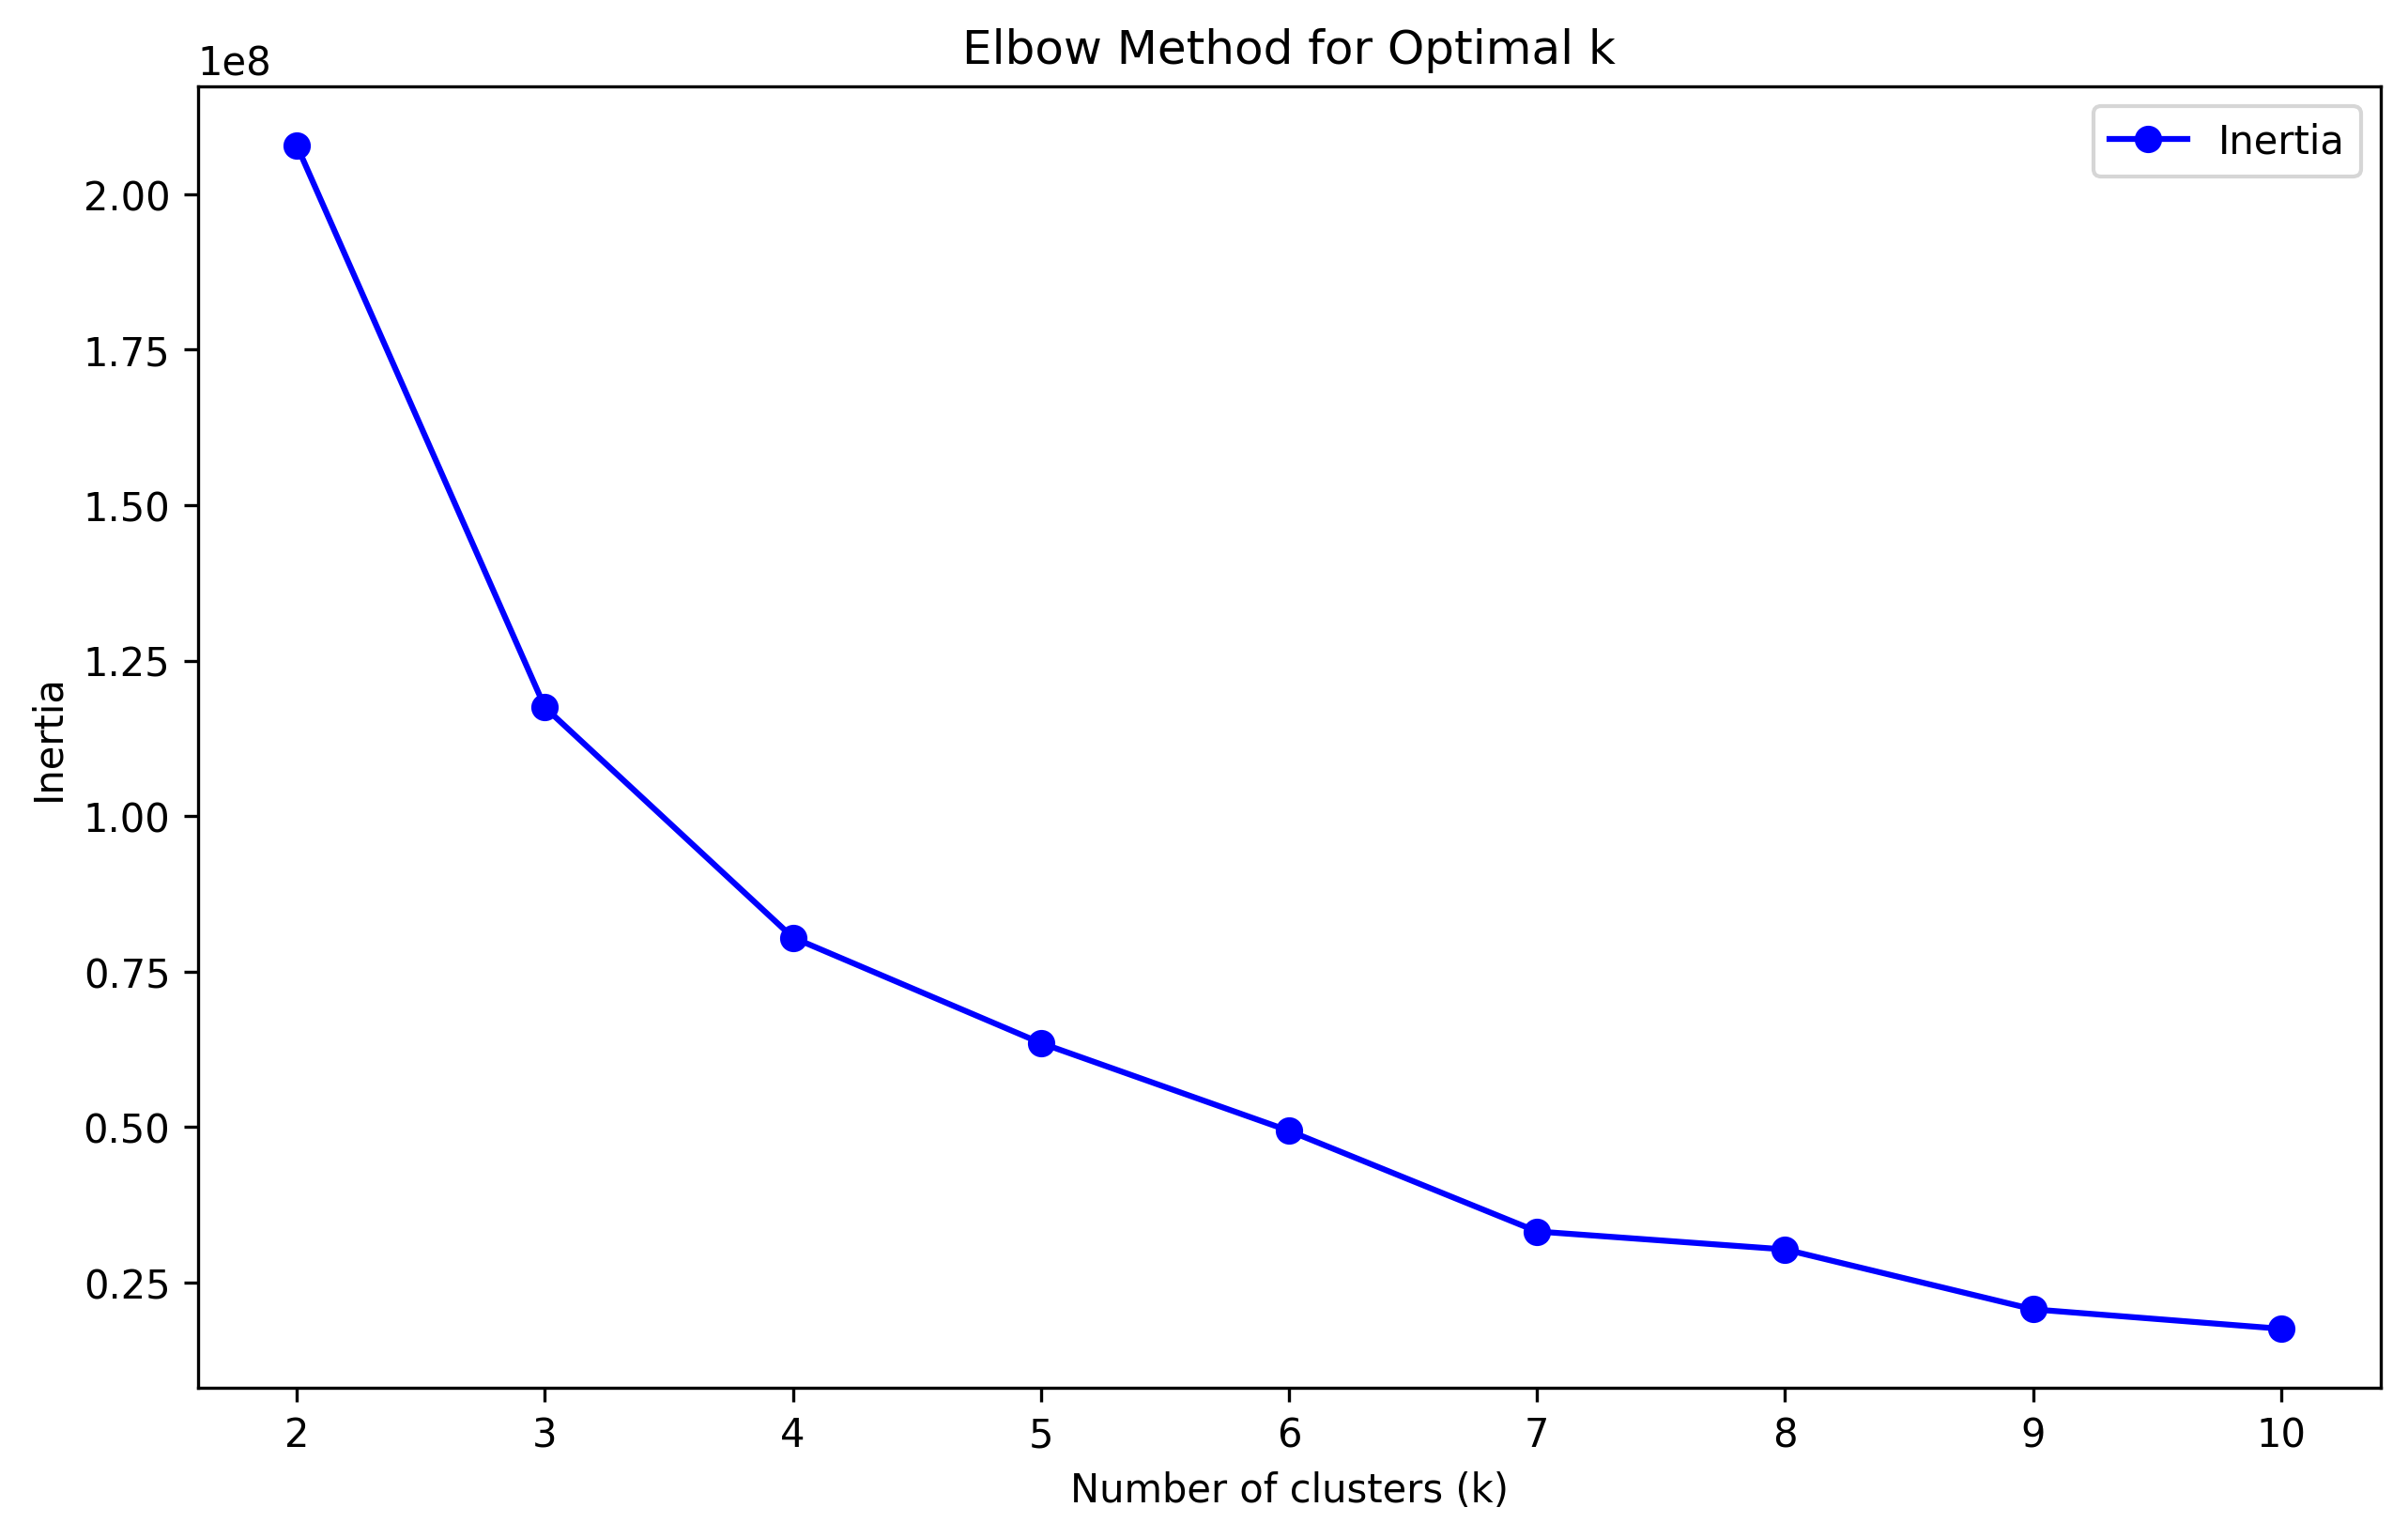 Elbow Method for Optimal k
1e8
Inertia
2.00
1.75
1.50
1.25
1.00
0.75
0.50
0.25
Inertia
2 3 4 5 6 7 8 9 10
Number of clusters (k)